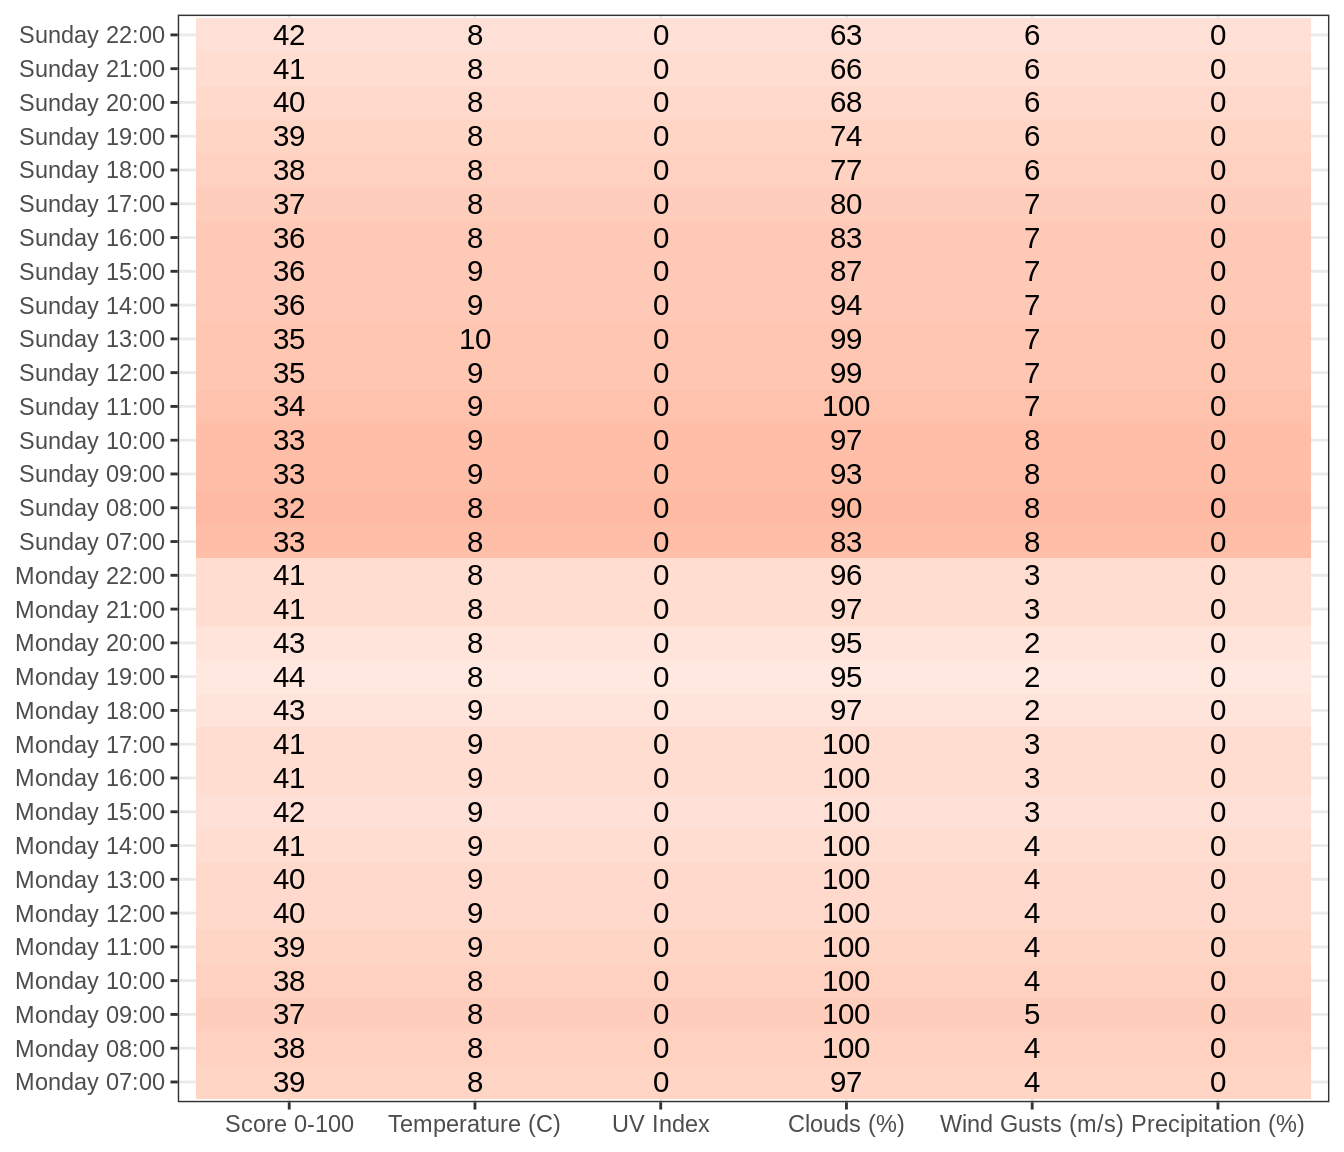 Sunday 22:00 42 8 0 63 6 0
Sunday 21:00 41 8 0 66 6 0
Sunday 20:00 40 8 0 68 6 0
Sunday 19:00 39 8 0 74 6 0
Sunday 18:00 38 8 0 77 6 0
Sunday 17:00 37 8 0 80 7 0
Sunday 16:00 36 8 0 83 7 0
Sunday 15:00 36 9 0 87 7 0
Sunday 14:00 36 9 0 94 7 0
Sunday 13:00 35 10 0 99 7 0
Sunday 12:00 35 9 0 99 7 0
Sunday 11:00 34 9 0 100 7 0
Sunday 10:00 33 9 0 97 8 0
Sunday 09:00 33 9 0 93 8 0
Sunday 08:00 32 8 0 90 8 0
Sunday 07:00 33 8 0 83 8 0
Monday 22:00 41 8 0 96 3 0
Monday 21:00 41 8 0 97 3 0
Monday 20:00 43 8 0 95 2 0
Monday 19:00 44 8 0 95 2 0
Monday 18:00 43 9 0 97 2 0
Monday 17:00 41 9 0 100 3 0
Monday 16:00 41 9 0 100 3 0
Monday 15:00 42 9 0 100 3 0
Monday 14:00 41 9 0 100 4 0
Monday 13:00 40 9 0 100 4 0
Monday 12:00 40 9 0 100 4 0
Monday 11:00 39 9 0 100 4 0
Monday 10:00 38 8 0 100 4 0
Monday 09:00 37 8 0 100 5 0
Monday 08:00 38 8 0 100 4 0
Monday 07:00 39 8 0 97 4 0
Score 0-100 Temperature (C) UV Index Clouds (%) Wind Gusts (m/s) Precipitation (%)